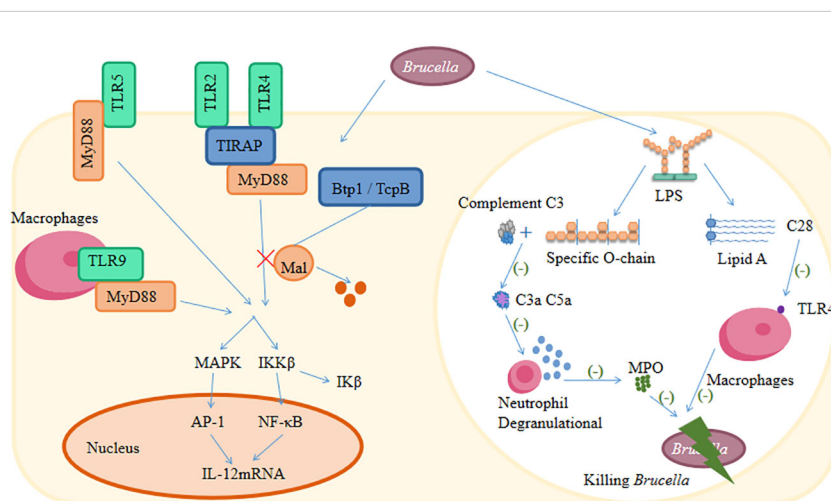 Brucella
TLR5
MyD88
TLR2
TLR4
TIRAP
MyD88
Btp1 / TcpB
Macrophages
TLR9
MyD88
Mal
MAPK
IKKβ
IKβ
AP-1
NF-κB
Nucleus
IL-12mRNA
LPS
Complement C3
+
Specific O-chain
Lipid A
C28
(-)
(-)
C3a C5a
TLR4
(-)
Neutrophil
Degranulational
(-)
MPO
Macrophages
(-)
(-)
Brucella
Killing Brucella